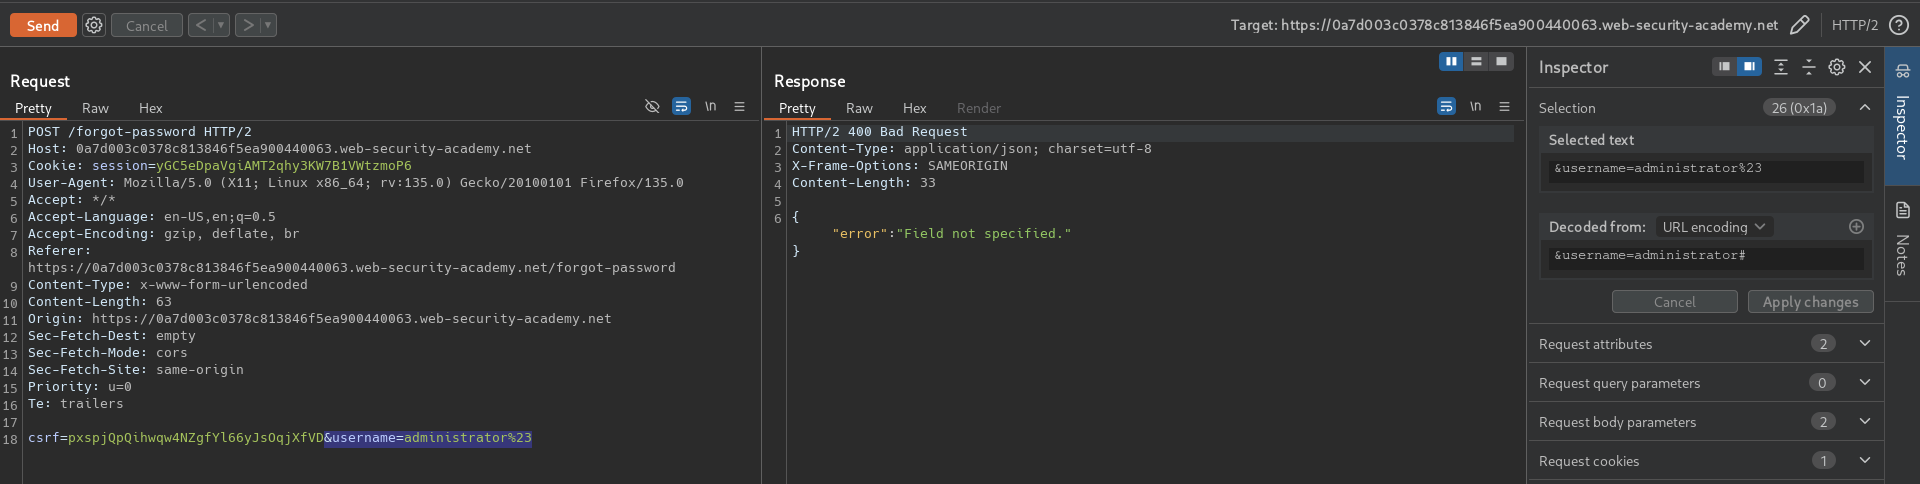 Send
Cancel
< ▼
> ▼
Target: https://0a7d003c0378c813846f5ea900440063.web-security-academy.net
HTTP/2
Request
Pretty Raw Hex
\n
1 POST /forgot-password HTTP/2
2 Host: 0a7d003c0378c813846f5ea900440063.web-security-academy.net
3 Cookie: session=yGC5eDpaVgiAMT2qhy3KW7B1VWtzmoP6
4 User-Agent: Mozilla/5.0 (X11; Linux x86_64; rv:135.0) Gecko/20100101 Firefox/135.0
5 Accept: */*
6 Accept-Language: en-US,en;q=0.5
7 Accept-Encoding: gzip, deflate, br
8 Referer:
https://0a7d003c0378c813846f5ea900440063.web-security-academy.net/forgot-password
9 Content-Type: x-www-form-urlencoded
10 Content-Length: 63
11 Origin: https://0a7d003c0378c813846f5ea900440063.web-security-academy.net
12 Sec-Fetch-Dest: empty
13 Sec-Fetch-Mode: cors
14 Sec-Fetch-Site: same-origin
15 Priority: u=0
16 Te: trailers
17
18 csrf=pxspjQpQihwqw4NZgfYl66yJsOqjXfVD&username=administrator%23
Response
Pretty Raw Hex Render
\n
1 HTTP/2 400 Bad Request
2 Content-Type: application/json; charset=utf-8
3 X-Frame-Options: SAMEORIGIN
4 Content-Length: 33
5
6 {
"error":"Field not specified."
}
Inspector
Selection 26 (0x1a)
Selected text
&username=administrator%23
Decoded from: URL encoding
&username=administrator#
Cancel Apply changes
Request attributes 2
Request query parameters 0
Request body parameters 2
Request cookies 1
Inspector
Notes